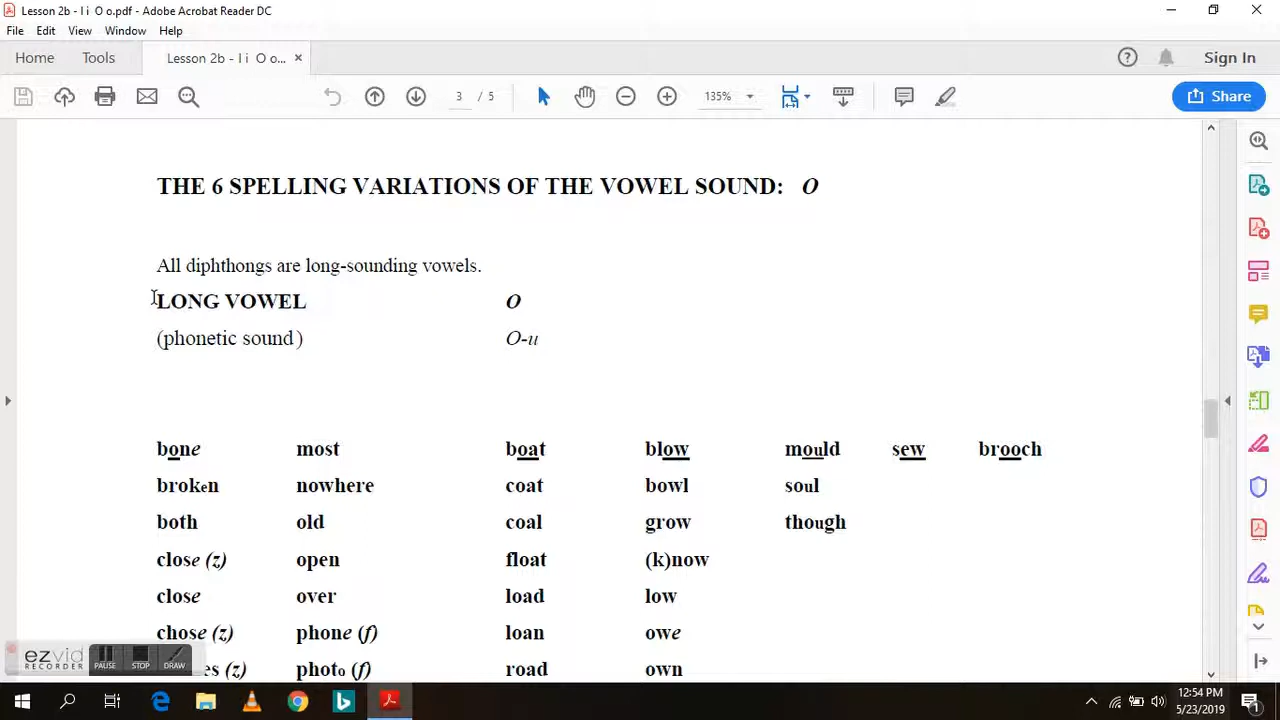 Lesson 2b - I i  O o.pdf - Adobe Acrobat Reader DC
File Edit View Window Help
Home Tools Lesson 2b - I i  O o... × Sign In
3 / 5 135% Share
THE 6 SPELLING VARIATIONS OF THE VOWEL SOUND: O
All diphthongs are long-sounding vowels.
LONG VOWEL O
(phonetic sound) O-u
bone most boat blow mould sew brooch
broken nowhere coat bowl soul
both old coal grow though
close (z) open float (k)now
close over load low
chose (z) phone (f) loan owe
es (z) photo (f) road own
ezvid
RECORDER
PAUSE STOP DRAW
12:54 PM
5/23/2019